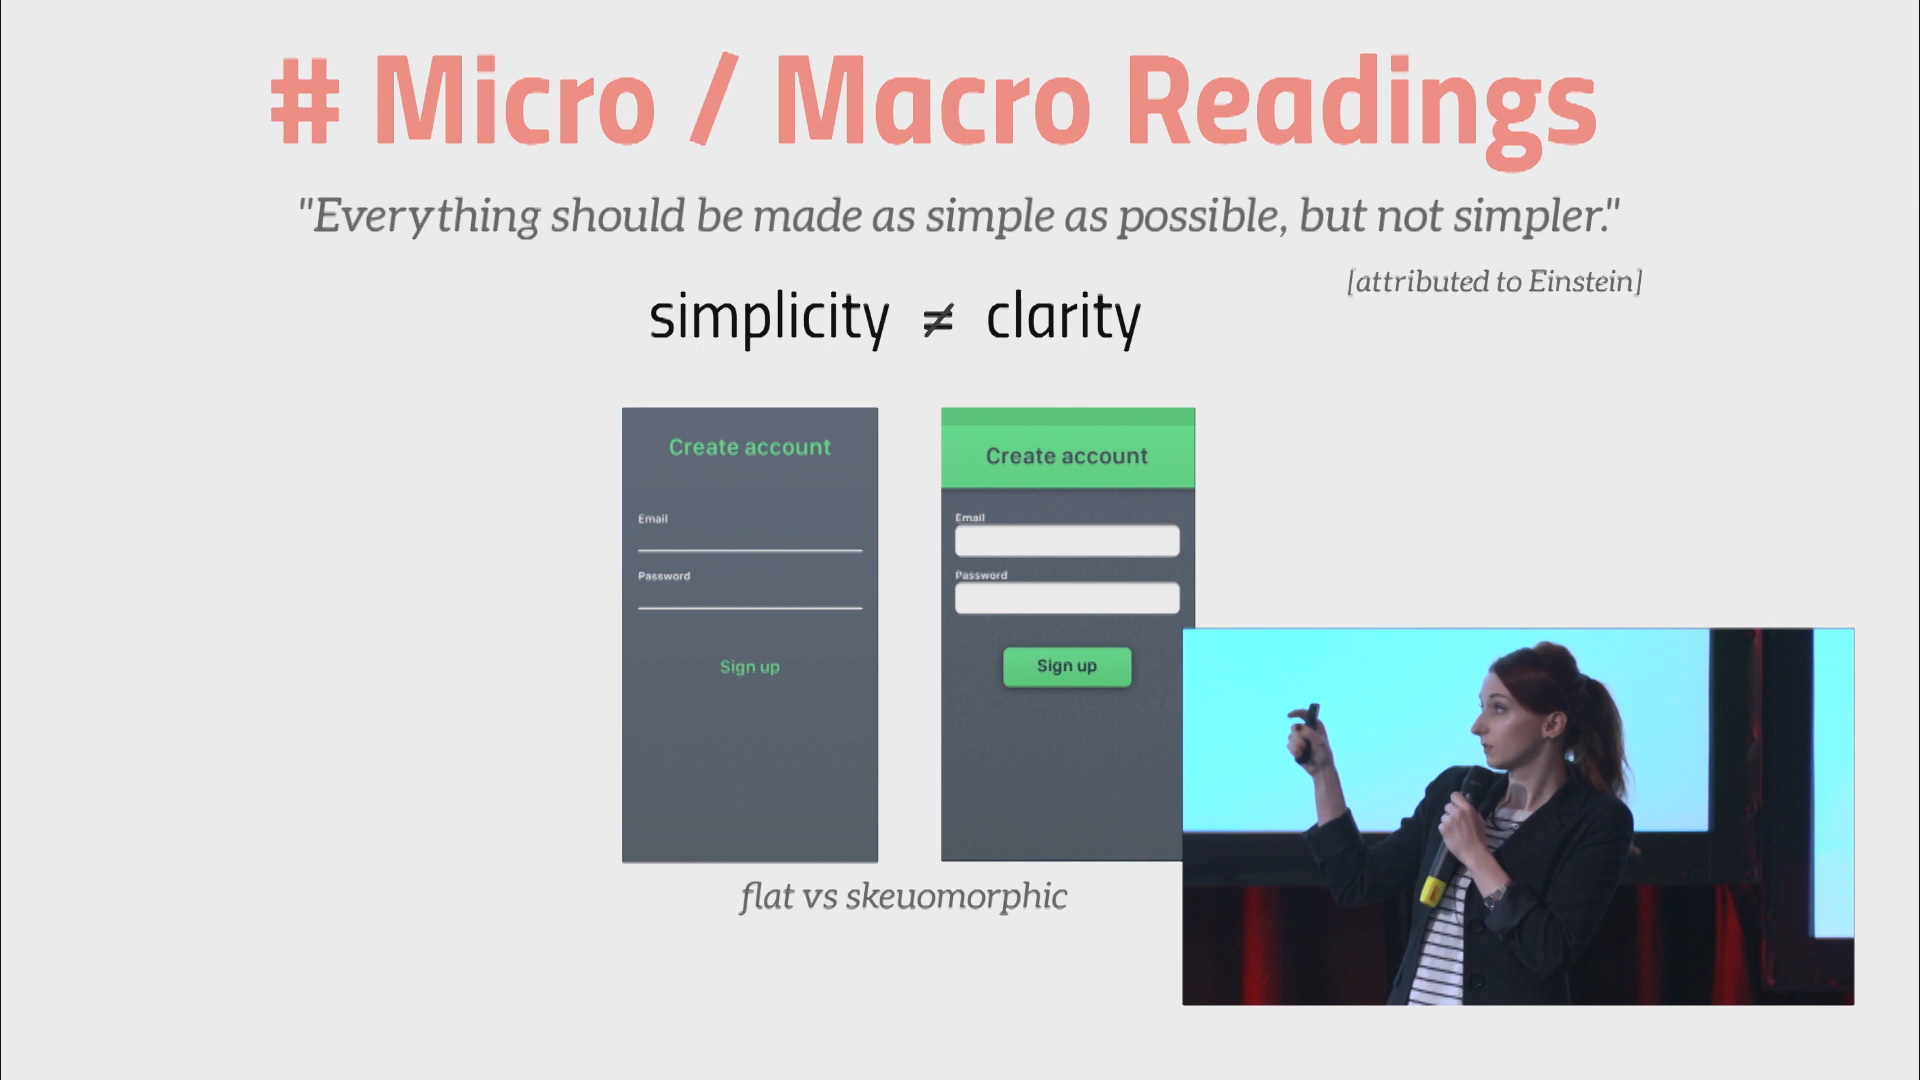 # Micro / Macro Readings
"Everything should be made as simple as possible, but not simpler."
[attributed to Einstein]
simplicity ≠ clarity
Create account
Email
Password
Sign up
Create account
Email
Password
Sign up
flat vs skeuomorphic